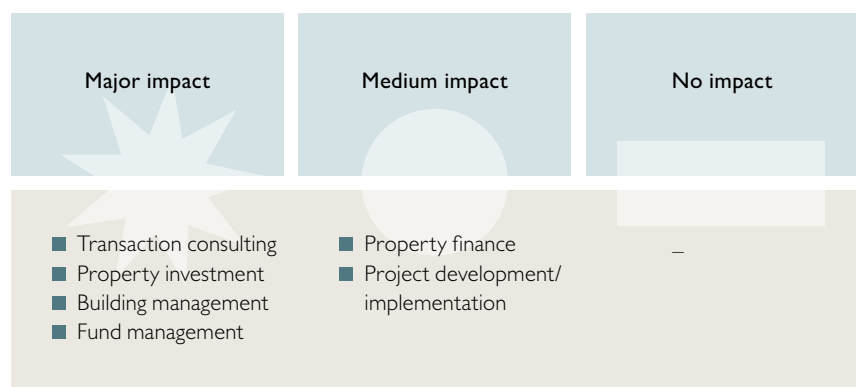 Major impact
Medium impact
No impact
Transaction consulting
Property investment
Building management
Fund management
Property finance
Project development/
implementation
–